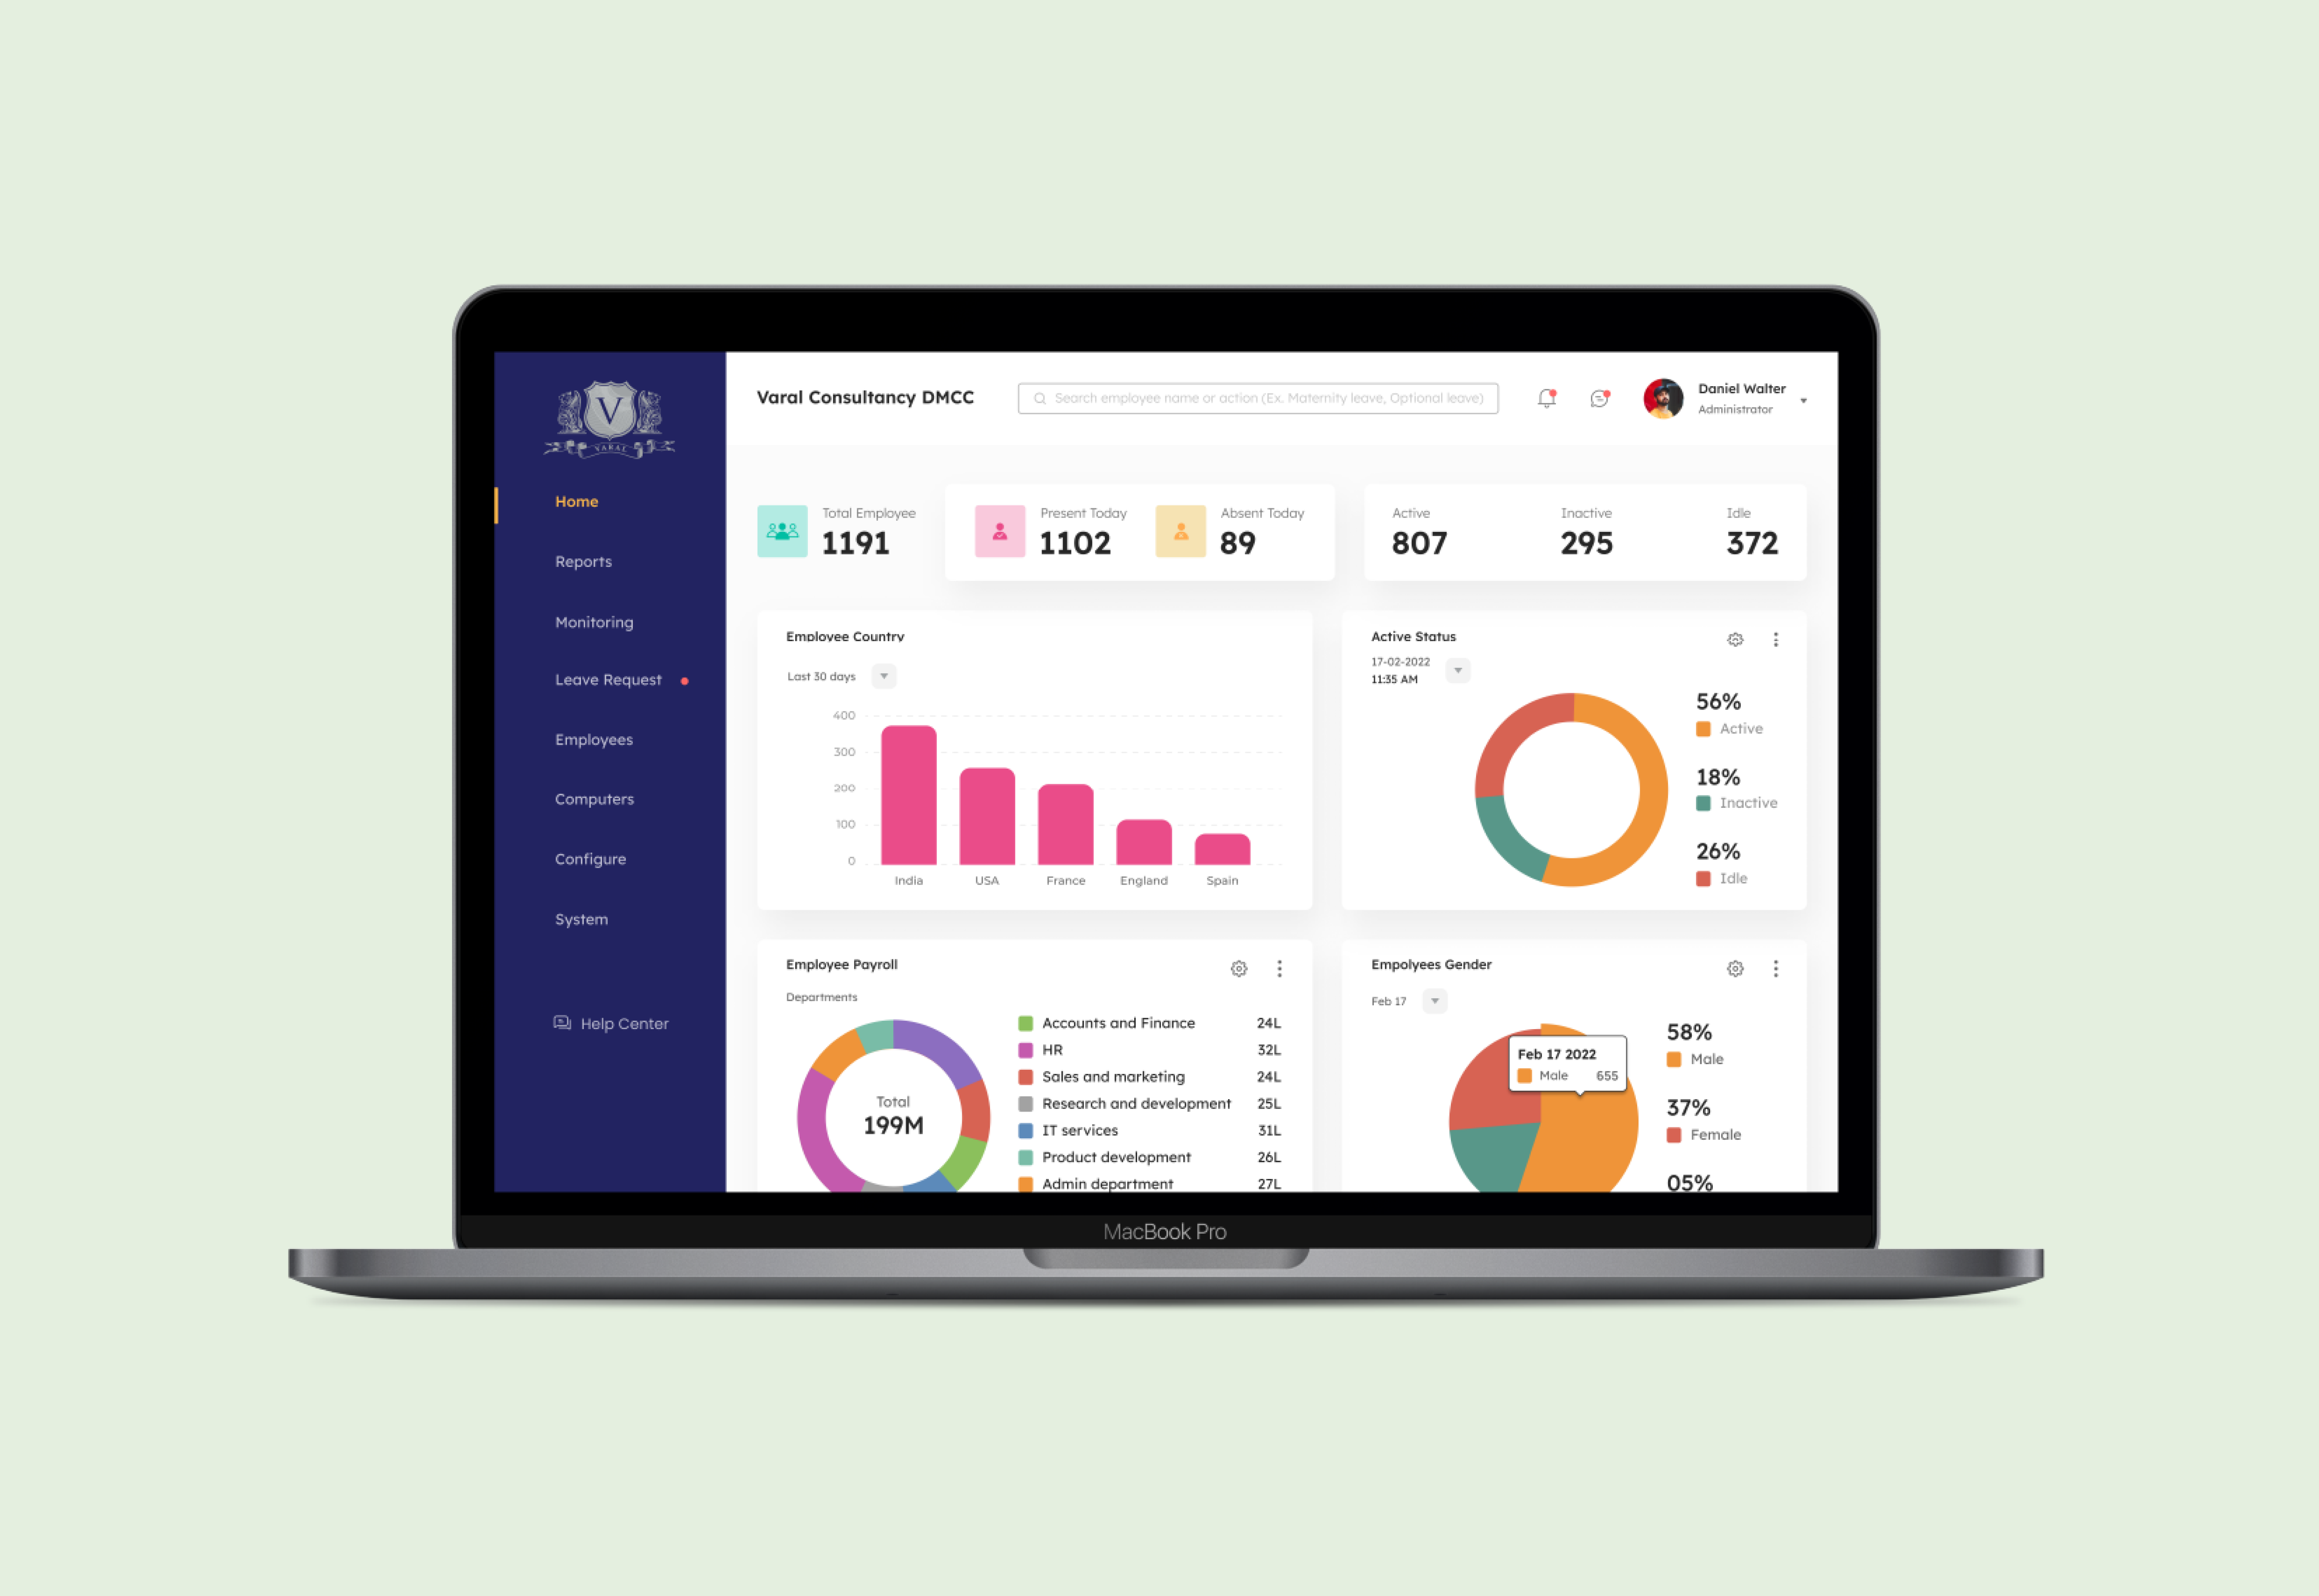 V
VARAL
Home
Reports
Monitoring
Leave Request
Employees
Computers
Configure
System
Help Center
Varal Consultancy DMCC
Search employee name or action (Ex. Maternity leave, Optional leave)
Daniel Walter
Administrator
Total Employee
1191
Present Today
1102
Absent Today
89
Active
807
Inactive
295
Idle
372
Employee Country
Last 30 days
400
300
200
100
0
India USA France England Spain
Active Status
17-02-2022
11:35 AM
56%
Active
18%
Inactive
26%
Idle
Employee Payroll
Departments
Total
199M
Accounts and Finance 24L
HR 32L
Sales and marketing 24L
Research and development 25L
IT services 31L
Product development 26L
Admin department 27L
Empolyees Gender
Feb 17
Feb 17 2022
Male 655
58%
Male
37%
Female
05%
MacBook Pro